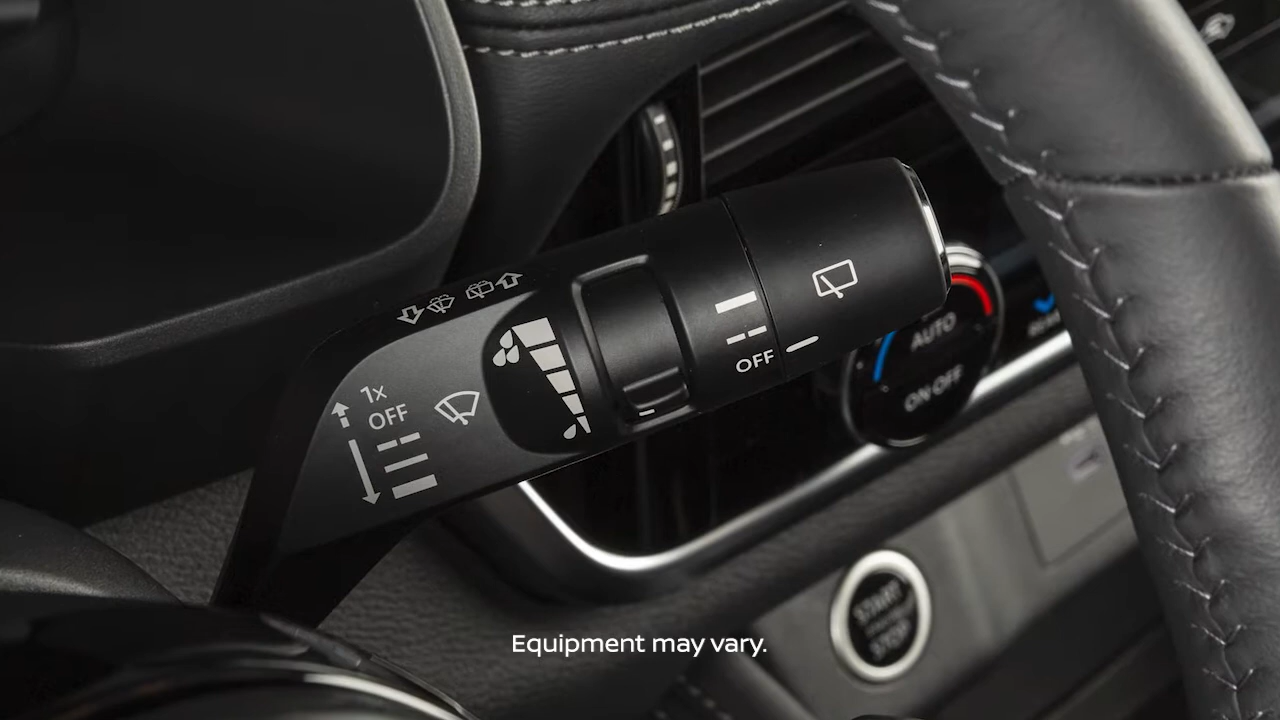 1x
OFF
OFF
AUTO
ON·OFF
START
STOP
Equipment may vary.